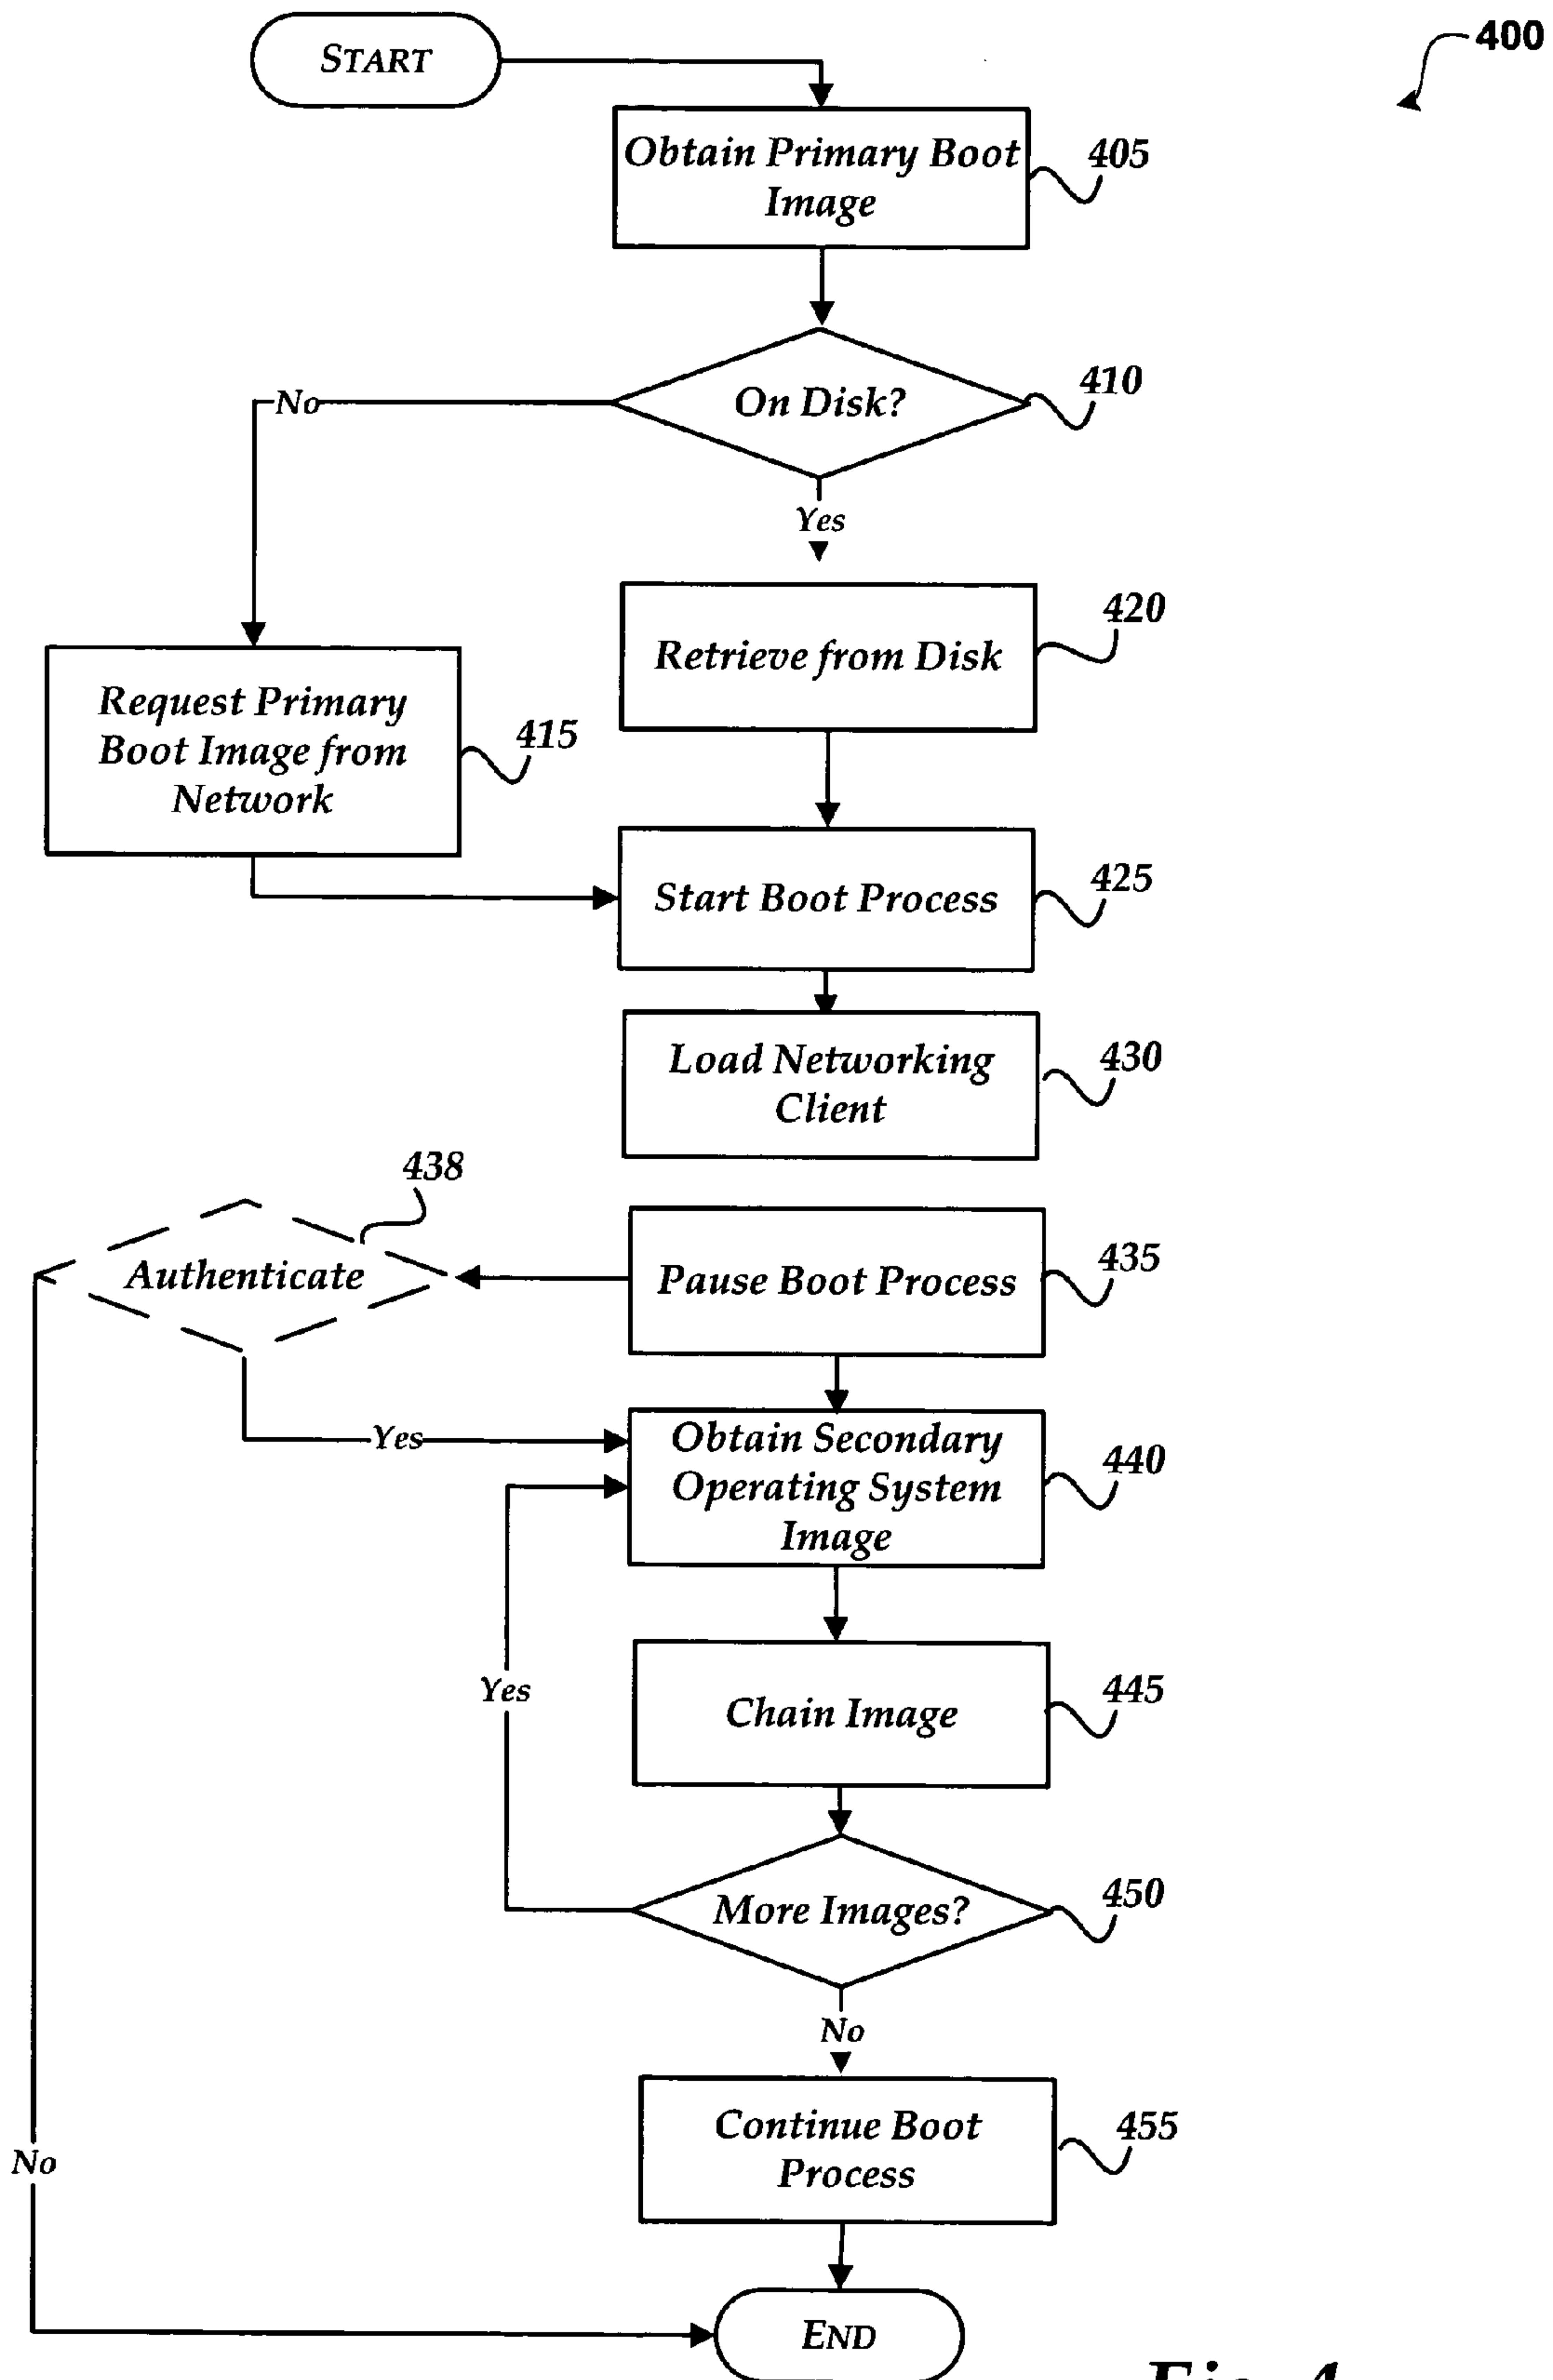 START
400
Obtain Primary Boot
Image
405
On Disk?
410
No
Yes
Retrieve from Disk
420
Request Primary
Boot Image from
Network
415
Start Boot Process
425
Load Networking
Client
430
438
Authenticate
Pause Boot Process
435
Yes
Obtain Secondary
Operating System
Image
440
Yes
Chain Image
445
More Images?
450
No
Continue Boot
Process
455
No
END